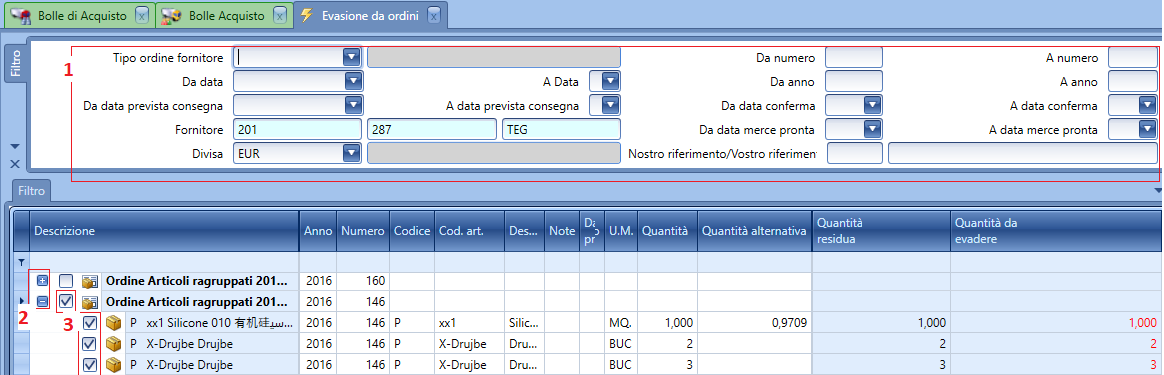 Bolle di Acquisto x Bolle Acquisto x Evasione da ordini x
Filtro
1
Tipo ordine fornitore Da numero A numero
Da data A Data Da anno A anno
Da data prevista consegna A data prevista consegna Da data conferma A data conferma
Fornitore 201 287 TEG Da data merce pronta A data merce pronta
Divisa EUR Nostro riferimento/Vostro riferimen
Filtro
Descrizione Anno Numero Codice Cod. art. Des... Note U.M. Quantità Quantità alternativa Quantità residua Quantità da evadere
Ordine Articoli ragruppati 201... 2016 160
Ordine Articoli ragruppati 201... 2016 146
2
3
P xx1 Silicone 010 有机硅سي... 2016 146 P xx1 Silic... MQ. 1,000 0,9709 1,000 1,000
P X-Drujbe Drujbe 2016 146 P X-Drujbe Dru... BUC 2 2 2
P X-Drujbe Drujbe 2016 146 P X-Drujbe Dru... BUC 3 3 3